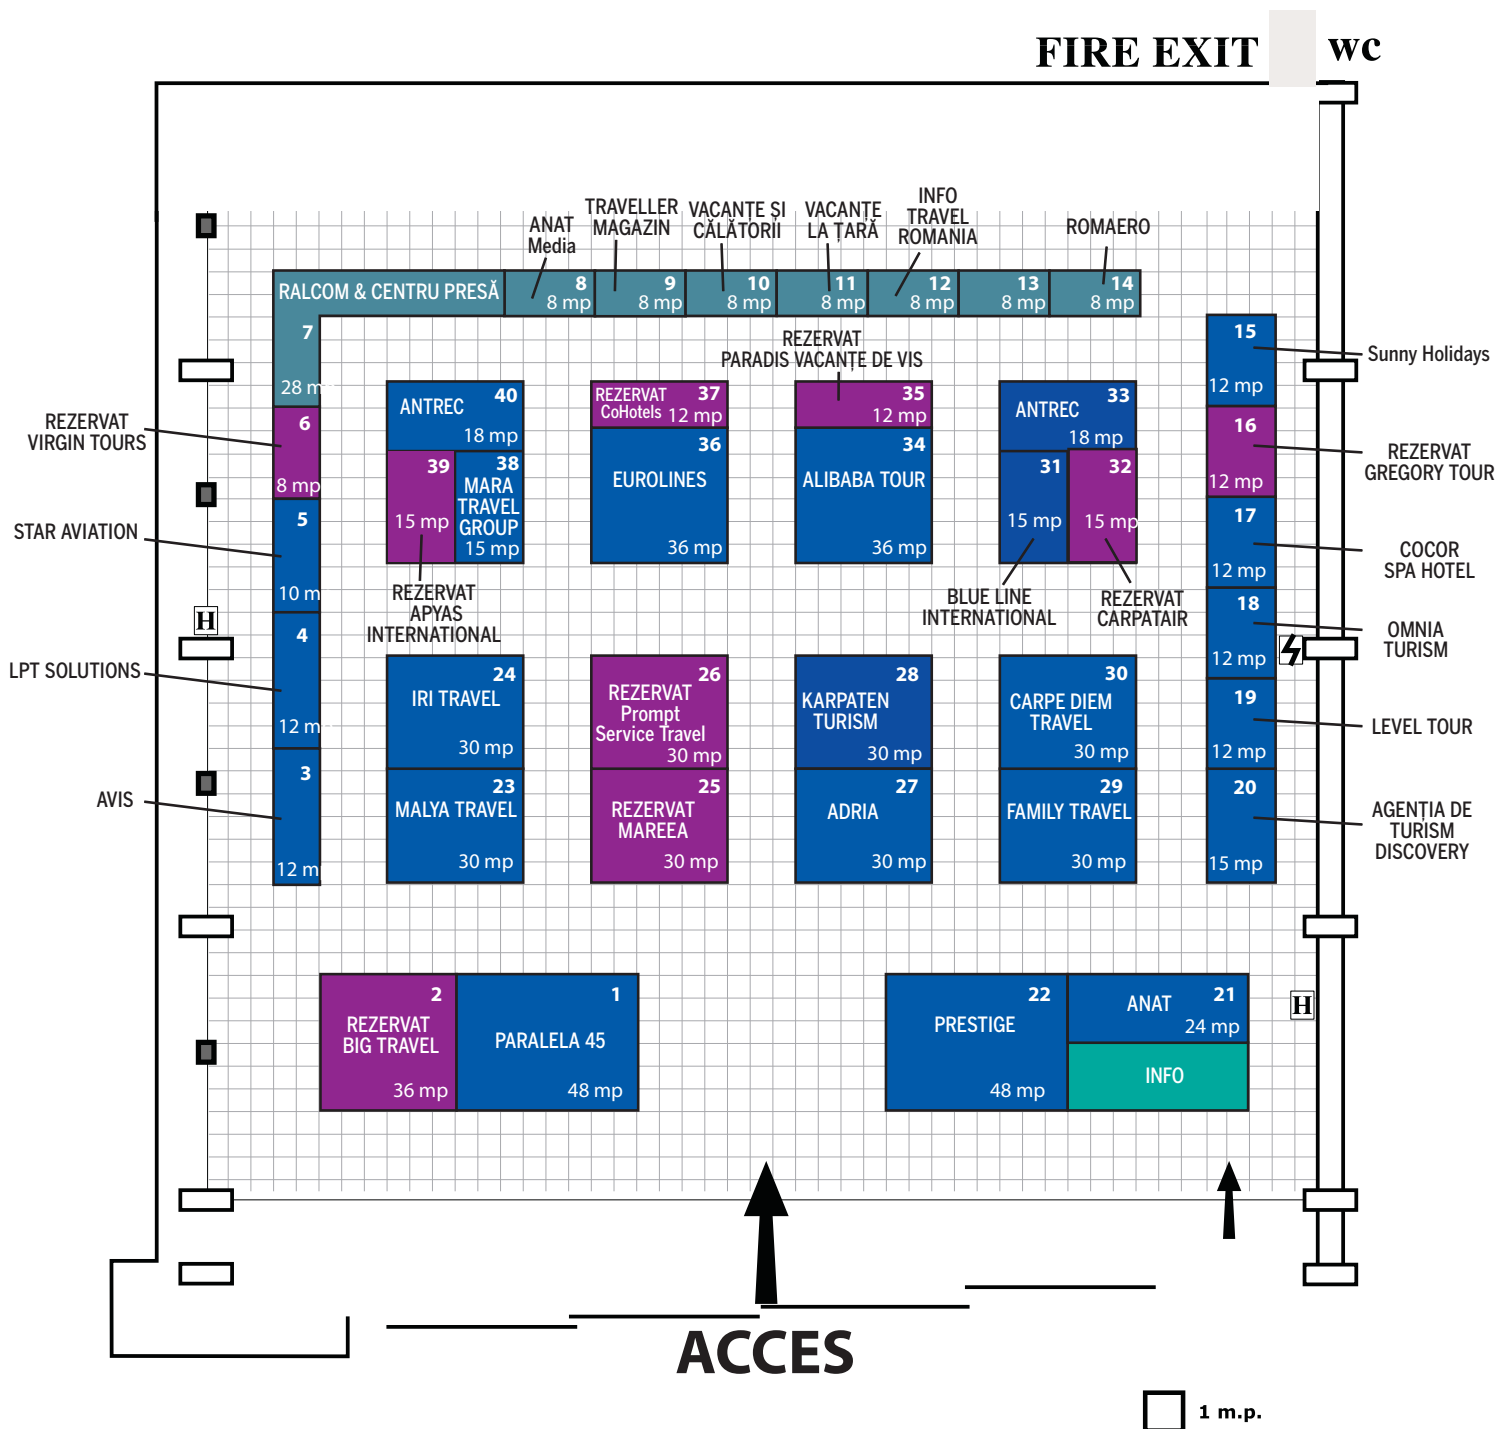 FIRE EXIT
wc
ANAT
Media
TRAVELLER
MAGAZIN
VACANȚE ȘI
CĂLĂTORII
VACANȚE
LA ȚARĂ
INFO
TRAVEL
ROMANIA
ROMAERO
RALCOM & CENTRU PRESĂ
7
28 m
8
8 mp
9
8 mp
10
8 mp
11
8 mp
12
8 mp
13
8 mp
14
8 mp
REZERVAT
PARADIS VACANȚE DE VIS
15
12 mp
Sunny Holidays
REZERVAT
VIRGIN TOURS
6
8 mp
ANTREC
40
18 mp
REZERVAT
CoHotels
37
12 mp
35
12 mp
ANTREC
33
18 mp
16
12 mp
REZERVAT
GREGORY TOUR
STAR AVIATION
5
10 m
39
15 mp
38
MARA
TRAVEL
GROUP
15 mp
36
EUROLINES
36 mp
34
ALIBABA TOUR
36 mp
31
15 mp
32
15 mp
17
12 mp
COCOR
SPA HOTEL
REZERVAT
APYAS
INTERNATIONAL
BLUE LINE
INTERNATIONAL
REZERVAT
CARPATAIR
H
18
12 mp
OMNIA
TURISM
LPT SOLUTIONS
4
12 m
24
IRI TRAVEL
30 mp
26
REZERVAT
Prompt
Service Travel
30 mp
28
KARPATEN
TURISM
30 mp
30
CARPE DIEM
TRAVEL
30 mp
19
12 mp
LEVEL TOUR
AVIS
3
12 m
23
MALYA TRAVEL
30 mp
25
REZERVAT
MAREEA
30 mp
27
ADRIA
30 mp
29
FAMILY TRAVEL
30 mp
20
15 mp
AGENȚIA DE
TURISM
DISCOVERY
2
REZERVAT
BIG TRAVEL
36 mp
1
PARALELA 45
48 mp
22
PRESTIGE
48 mp
21
ANAT
24 mp
INFO
H
ACCES
1 m.p.